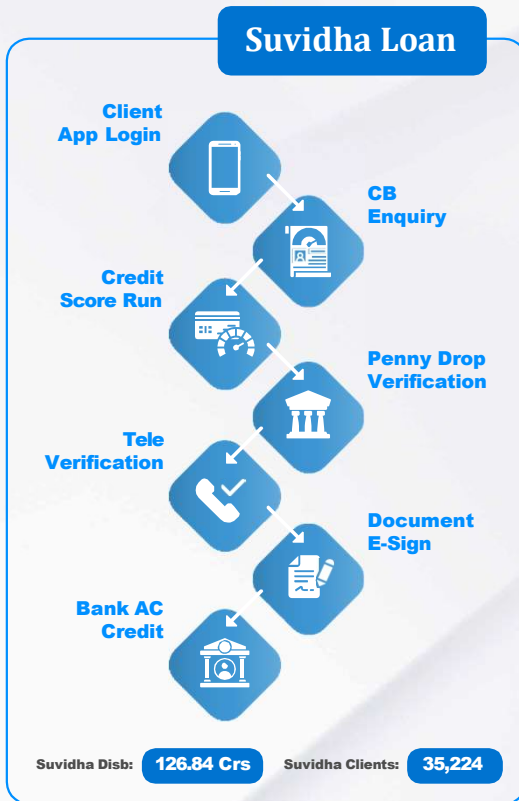 Suvidha Loan
Client
App Login
CB
Enquiry
Credit
Score Run
Penny Drop
Verification
Tele
Verification
Document
E-Sign
Bank AC
Credit
Suvidha Disb: 126.84 Crs Suvidha Clients: 35,224